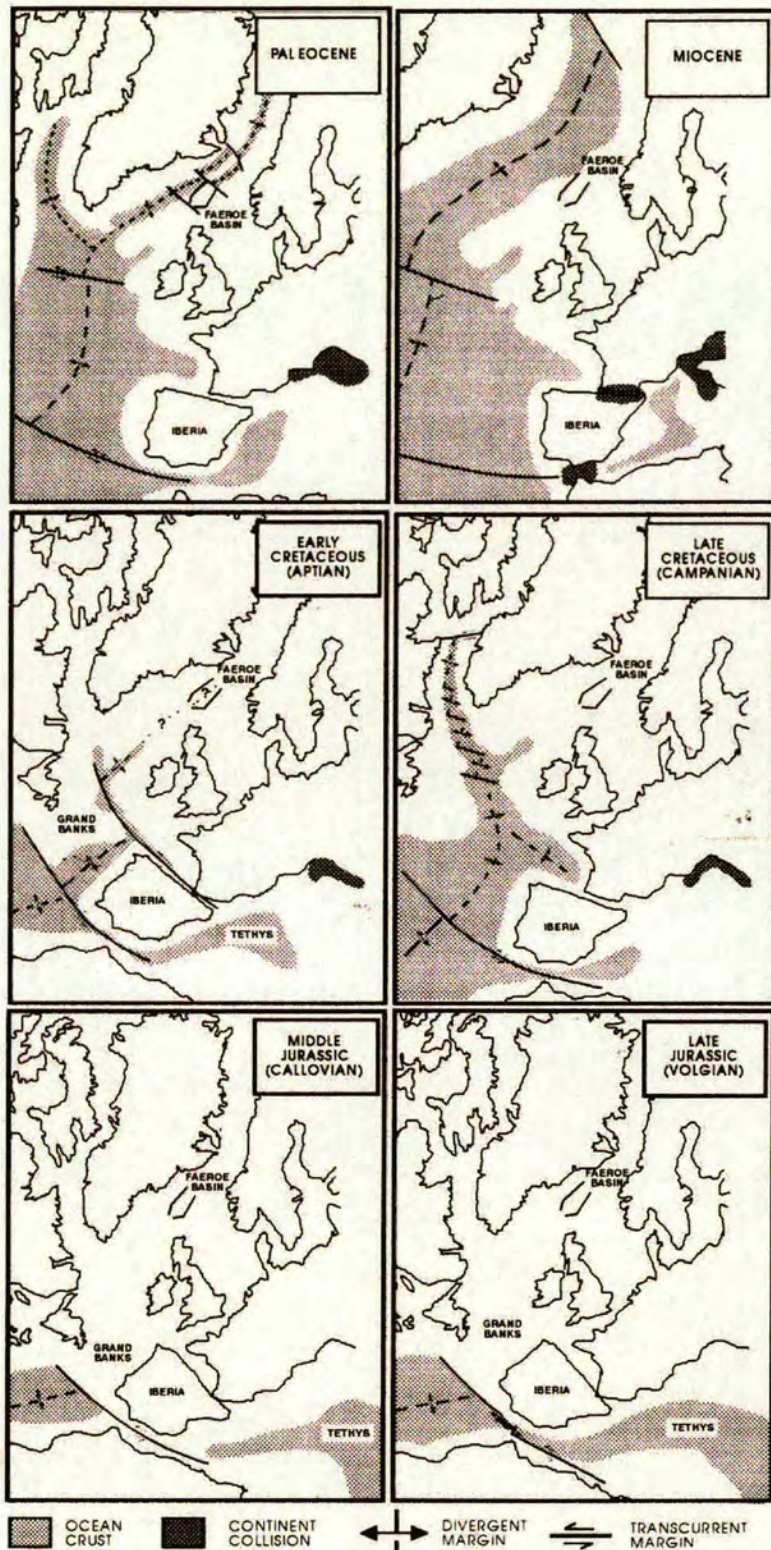 PALEOCENE
FAEROE
BASIN
IBERIA
MIOCENE
FAEROE
BASIN
IBERIA
EARLY
CRETACEOUS
(APTIAN)
FAEROE
BASIN
?
?
GRAND
BANKS
IBERIA
TETHYS
LATE
CRETACEOUS
(CAMPANIAN)
FAEROE
BASIN
IBERIA
MIDDLE
JURASSIC
(CALLOVIAN)
FAEROE
BASIN
GRAND
BANKS
IBERIA
TETHYS
LATE
JURASSIC
(VOLGIAN)
FAEROE
BASIN
GRAND
BANKS
IBERIA
TETHYS
OCEAN
CRUST
CONTINENT
COLLISION
DIVERGENT
MARGIN
TRANSCURRENT
MARGIN